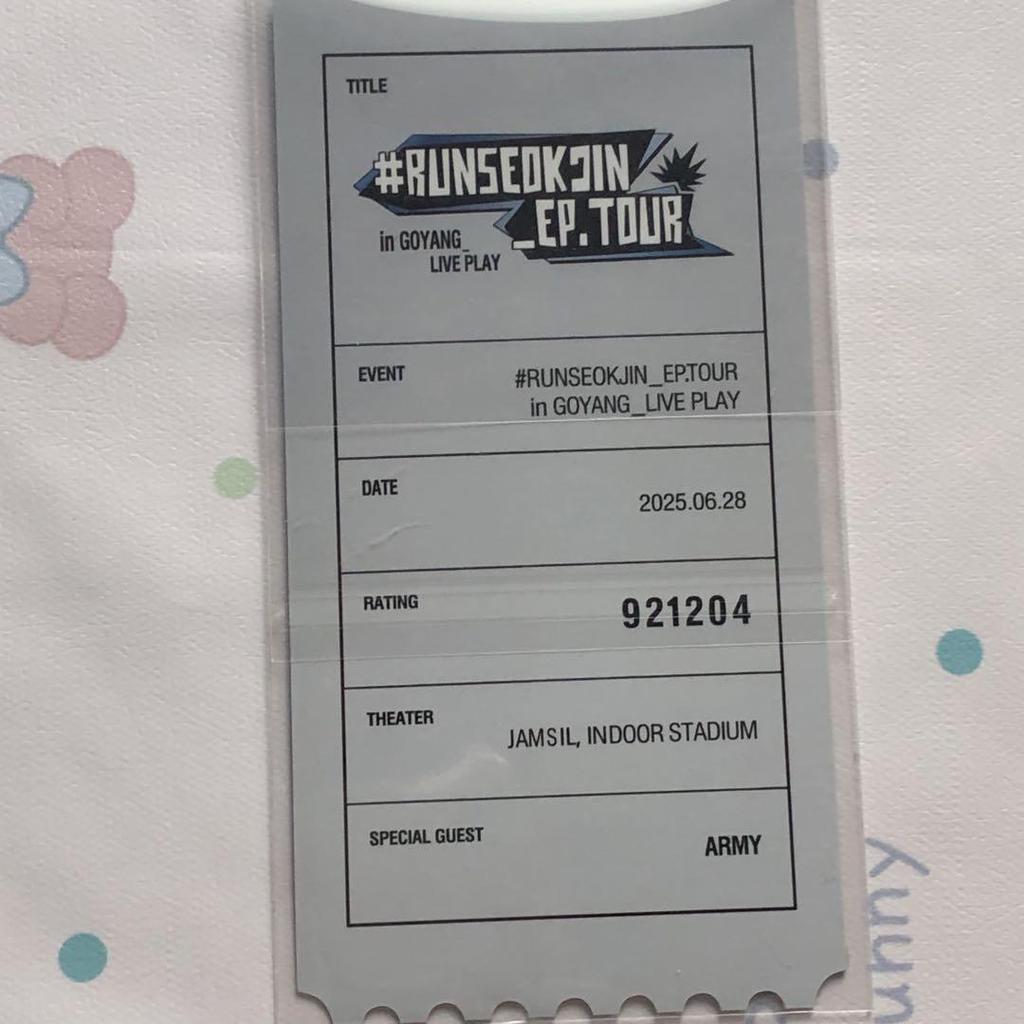 TITLE
#RUNSEOKJIN
_EP.TOUR
in GOYANG_
LIVE PLAY
EVENT
#RUNSEOKJIN_EP.TOUR
in GOYANG_LIVE PLAY
DATE
2025.06.28
RATING
921204
THEATER
JAMSIL, INDOOR STADIUM
SPECIAL GUEST
ARMY
unny